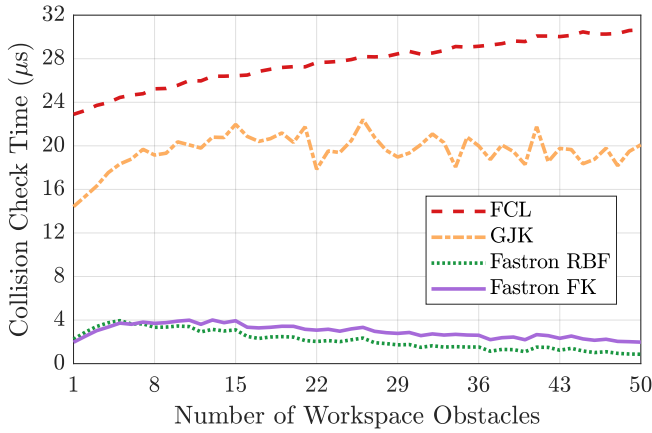 32
28
24
20
16
12
8
4
0
Collision Check Time (μs)
FCL
GJK
Fastron RBF
Fastron FK
1 8 15 22 29 36 43 50
Number of Workspace Obstacles